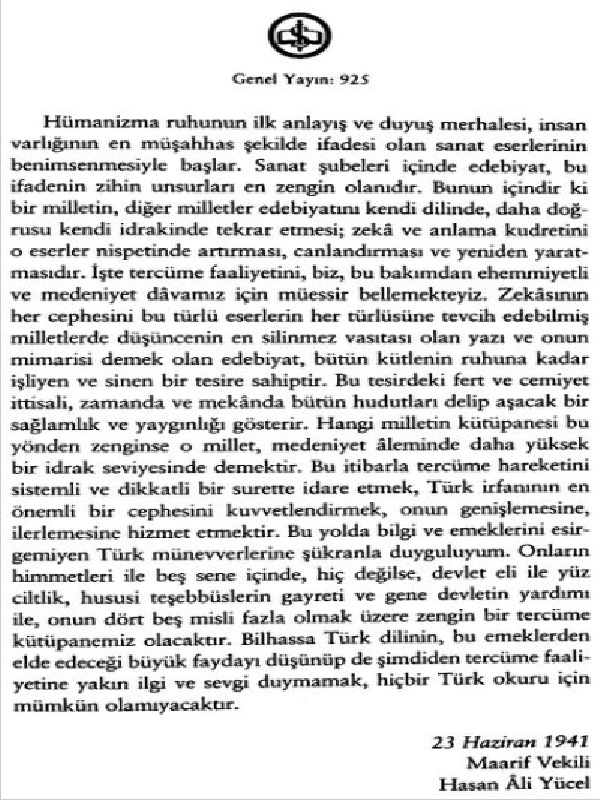 Genel Yayın: 925
Hümanizma ruhunun ilk anlayış ve duyuş merhalesi, insan
varlığının en müşahhas şekilde ifadesi olan sanat eserlerinin
benimsenmesiyle başlar. Sanat şubeleri içinde edebiyat, bu
ifadenin zihin unsurları en zengin olanıdır. Bunun içindir ki
bir milletin, diğer milletler edebiyatını kendi dilinde, daha doğ-
rusu kendi idrakinde tekrar etmesi; zekâ ve anlama kudretini
o eserler nispetinde artırması, canlandırması ve yeniden yarat-
masıdır. İşte tercüme faaliyetini, biz, bu bakımdan ehemmiyetli
ve medeniyet dâvamız için müessir bellemekteyiz. Zekâsının
her cephesini bu türlü eserlerin her türlüsüne tevcih edebilmiş
milletlerde düşüncenin en silinmez vasıtası olan yazı ve onun
mimarisi demek olan edebiyat, bütün kütlenin ruhuna kadar
işliyen ve sinen bir tesire sahiptir. Bu tesirdeki fert ve cemiyet
ittisali, zamanda ve mekânda bütün hudutları delip aşacak bir
sağlamlık ve yaygınlığı gösterir. Hangi milletin kütüpanesi bu
yönden zenginse o millet, medeniyet âleminde daha yüksek
bir idrak seviyesinde demektir. Bu itibarla tercüme hareketini
sistemli ve dikkatli bir surette idare etmek, Türk irfanının en
önemli bir cephesini kuvvetlendirmek, onun genişlemesine,
ilerlemesine hizmet etmektir. Bu yolda bilgi ve emeklerini esir-
gemiyen Türk münevverlerine şükranla duyguluyum. Onların
himmetleri ile beş sene içinde, hiç değilse, devlet eli ile yüz
ciltlik, hususi teşebbüslerin gayreti ve gene devletin yardımı
ile, onun dört beş misli fazla olmak üzere zengin bir tercüme
kütüpanemiz olacaktır. Bilhassa Türk dilinin, bu emeklerden
elde edeceği büyük faydayı düşünüp de şimdiden tercüme faali-
yetine yakın ilgi ve sevgi duymamak, hiçbir Türk okuru için
mümkün olamıyacaktır.
23 Haziran 1941
Maarif Vekili
Hasan Âli Yücel